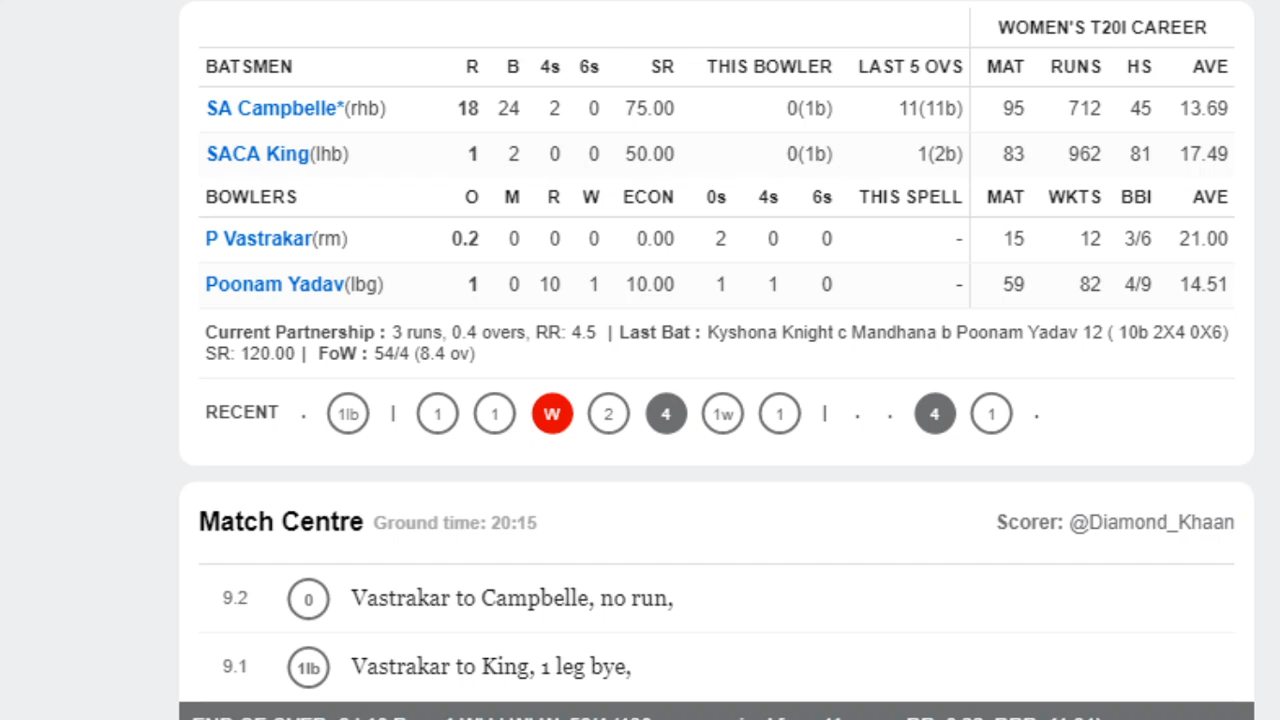 WOMEN'S T20I CAREER
BATSMEN R B 4s 6s SR THIS BOWLER LAST 5 OVS MAT RUNS HS AVE
SA Campbelle*(rhb) 18 24 2 0 75.00 0(1b) 11(11b) 95 712 45 13.69
SACA King(lhb) 1 2 0 0 50.00 0(1b) 1(2b) 83 962 81 17.49
BOWLERS O M R W ECON 0s 4s 6s THIS SPELL MAT WKTS BBI AVE
P Vastrakar(rm) 0.2 0 0 0 0.00 2 0 0 - 15 12 3/6 21.00
Poonam Yadav(lbg) 1 0 10 1 10.00 1 1 0 - 59 82 4/9 14.51
Current Partnership : 3 runs, 0.4 overs, RR: 4.5 | Last Bat : Kyshona Knight c Mandhana b Poonam Yadav 12 ( 10b 2X4 0X6)
SR: 120.00 | FoW : 54/4 (8.4 ov)
RECENT . 1lb | 1 1 W 2 4 1w 1 | . . 4 1 .
Match Centre Ground time: 20:15 Scorer: @Diamond_Khaan
9.2 0 Vastrakar to Campbelle, no run,
9.1 1lb Vastrakar to King, 1 leg bye,